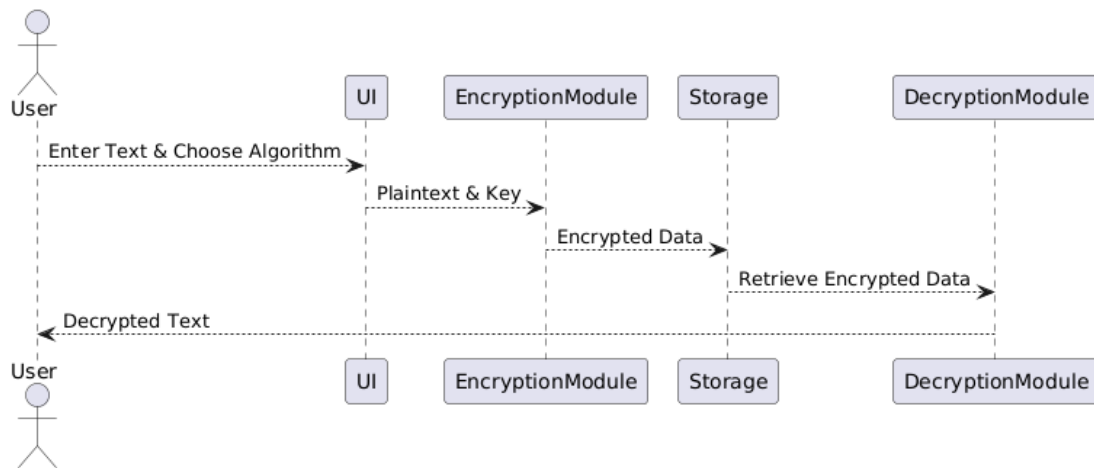 User
UI
EncryptionModule
Storage
DecryptionModule
Enter Text & Choose Algorithm
Plaintext & Key
Encrypted Data
Retrieve Encrypted Data
Decrypted Text
User
UI
EncryptionModule
Storage
DecryptionModule